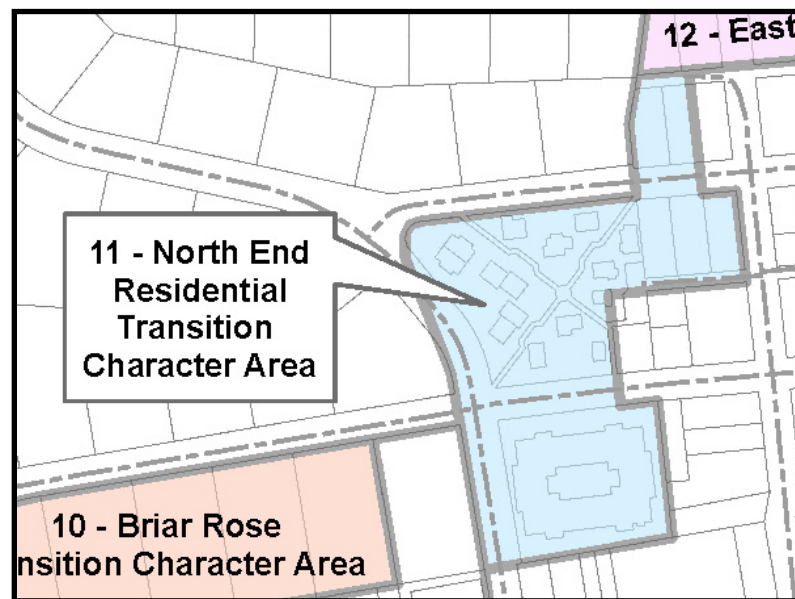 12 - East
11 - North End
Residential
Transition
Character Area
10 - Briar Rose
nsition Character Area